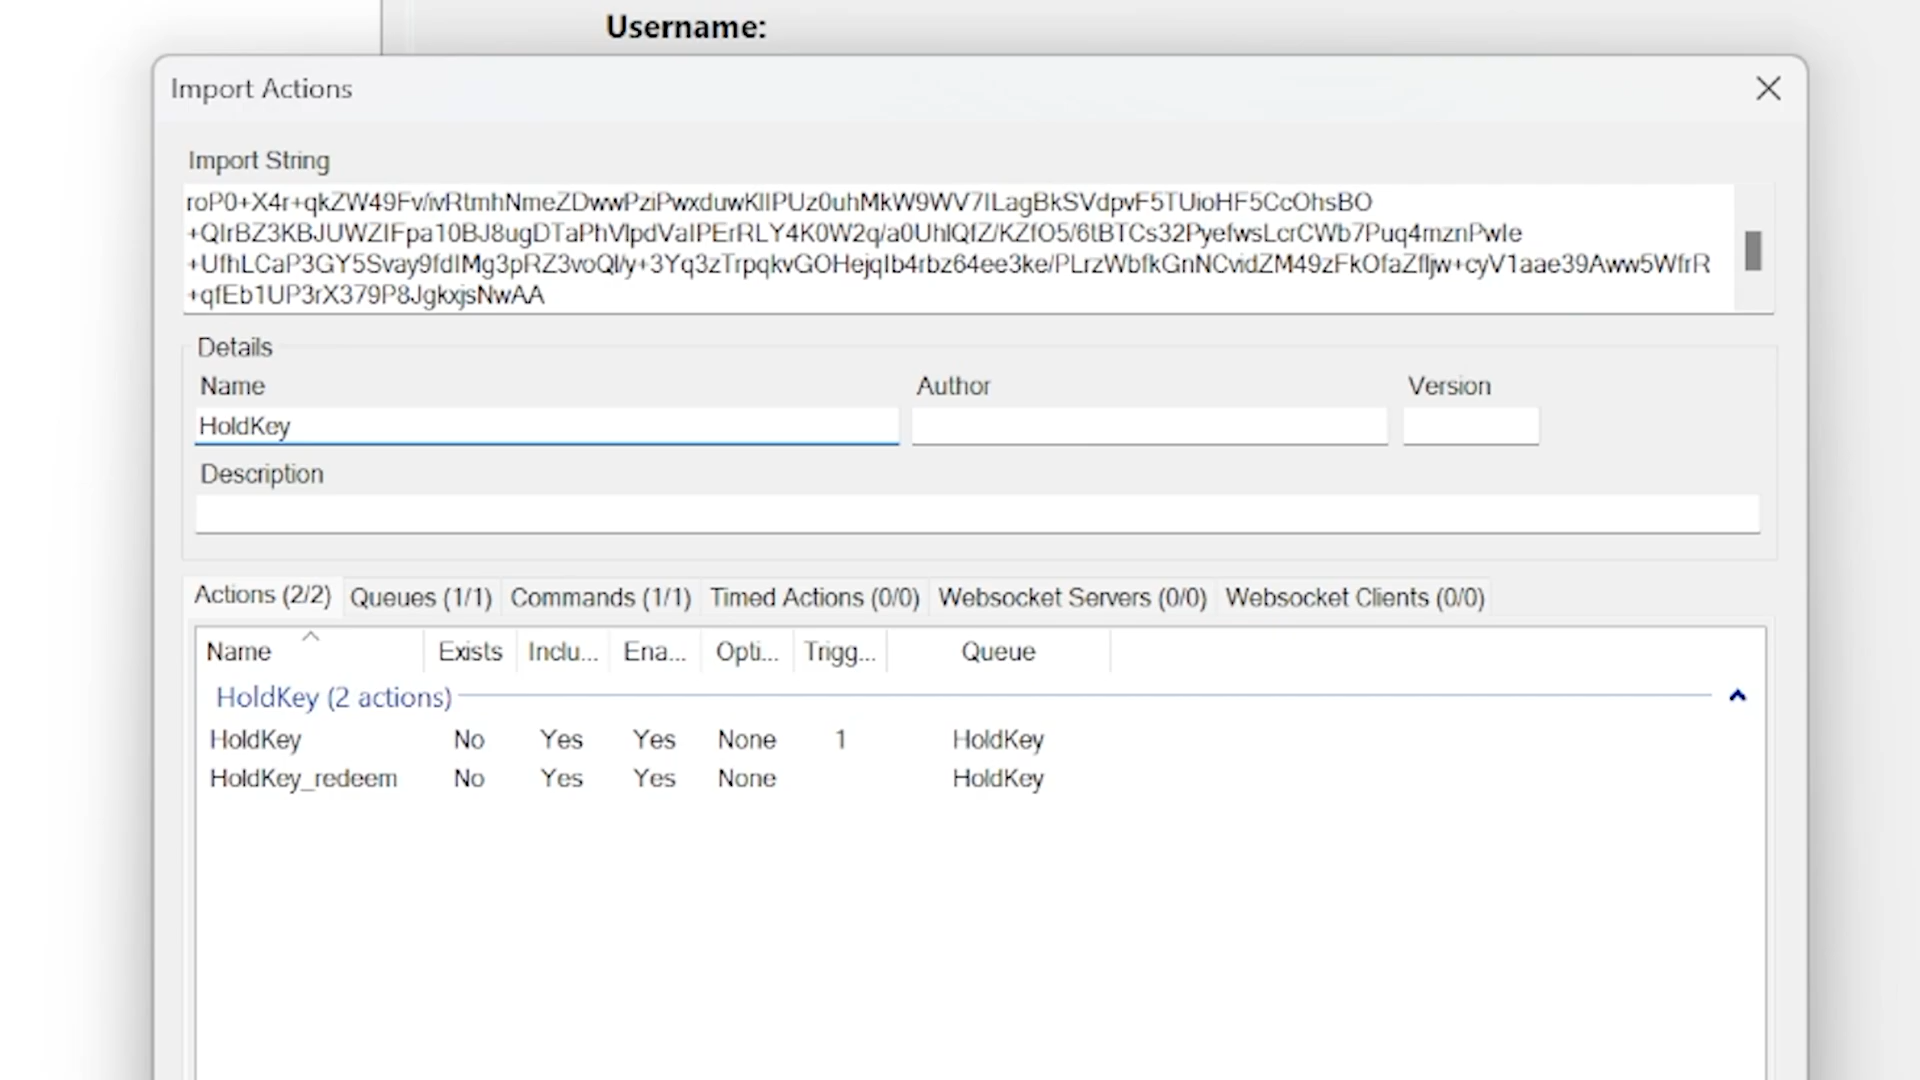 Username:
Import Actions
Import String
roP0+X4r+qkZW49Fv/ivRtmhNmeZDwwPziPwxduwKIIPUz0uhMkW9WV7ILagBkSVdpvF5TUioHF5CcOhsBO
+QIrBZ3KBJUWZIFpa10BJ8ugDTaPhVlpdVaIPErRLY4K0W2q/a0UhlQfZ/KZfO5/6tBTCs32PyefwsLcrCWb7Puq4mznPwIe
+UfhLCaP3GY5Svay9fdIMg3pRZ3voQl/y+3Yq3zTrpqkvGOHejqIb4rbz64ee3ke/PLrzWbfkGnNCvidZM49zFkOfaZfljw+cyV1aae39Aww5WfrR
+qfEb1UP3rX379P8JgkxjsNwAA
Details
Name Author Version
HoldKey
Description
Actions (2/2) Queues (1/1) Commands (1/1) Timed Actions (0/0) Websocket Servers (0/0) Websocket Clients (0/0)
Name Exists Inclu... Ena... Opti... Trigg... Queue
HoldKey (2 actions)
HoldKey No Yes Yes None 1 HoldKey
HoldKey_redeem No Yes Yes None HoldKey